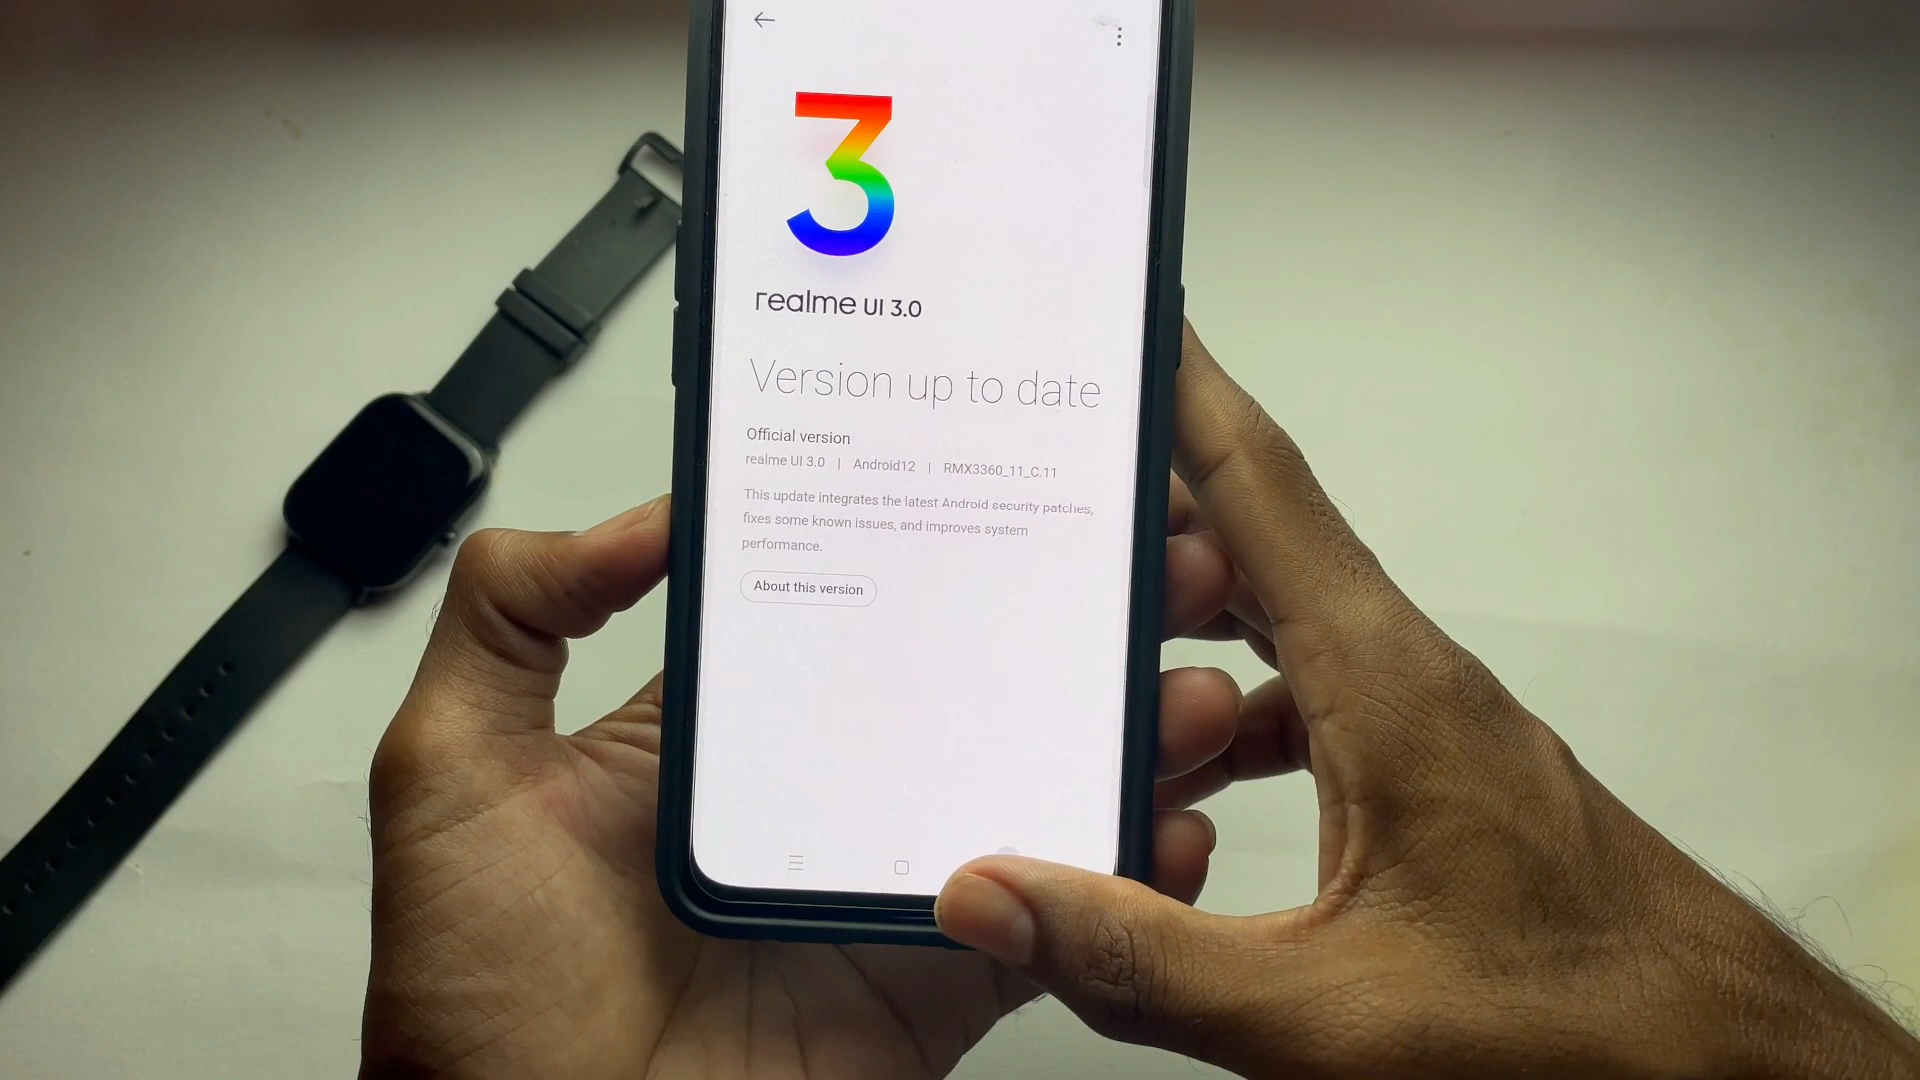 3
realme UI 3.0
Version up to date
Official version
realme UI 3.0 | Android12 | RMX3360_11_C.11
This update integrates the latest Android security patches,
fixes some known issues, and improves system
performance.
About this version